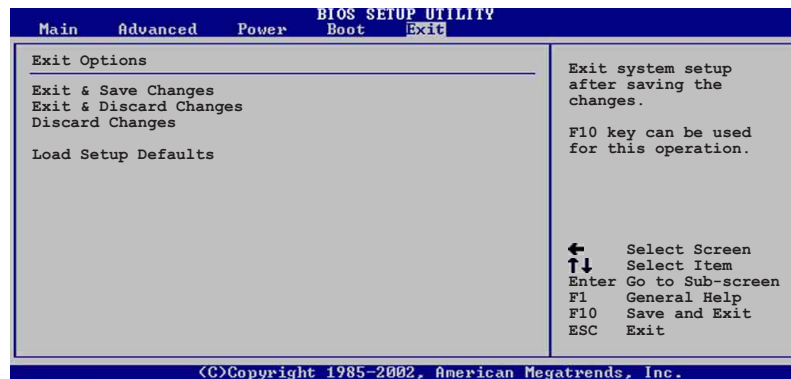 BIOS SETUP UTILITY
Main Advanced Power Boot Exit
Exit Options
Exit & Save Changes
Exit & Discard Changes
Discard Changes
Load Setup Defaults
Exit system setup
after saving the
changes.
F10 key can be used
for this operation.
← Select Screen
↑↓ Select Item
Enter Go to Sub-screen
F1 General Help
F10 Save and Exit
ESC Exit
(C)Copyright 1985-2002, American Megatrends, Inc.